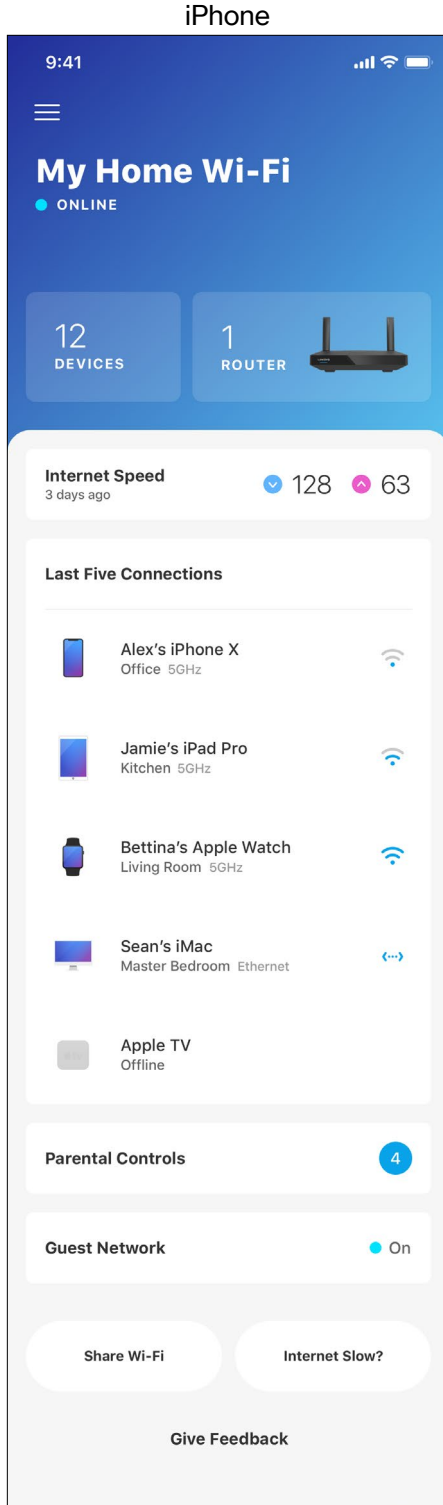 iPhone
9:41
My Home Wi-Fi
ONLINE
12
DEVICES
1
ROUTER
Internet Speed
3 days ago
128
63
Last Five Connections
Alex’s iPhone X
Office 5GHz
Jamie’s iPad Pro
Kitchen 5GHz
Bettina’s Apple Watch
Living Room 5GHz
Sean’s iMac
Master Bedroom Ethernet
Apple TV
Offline
Parental Controls
4
Guest Network
On
Share Wi-Fi
Internet Slow?
Give Feedback